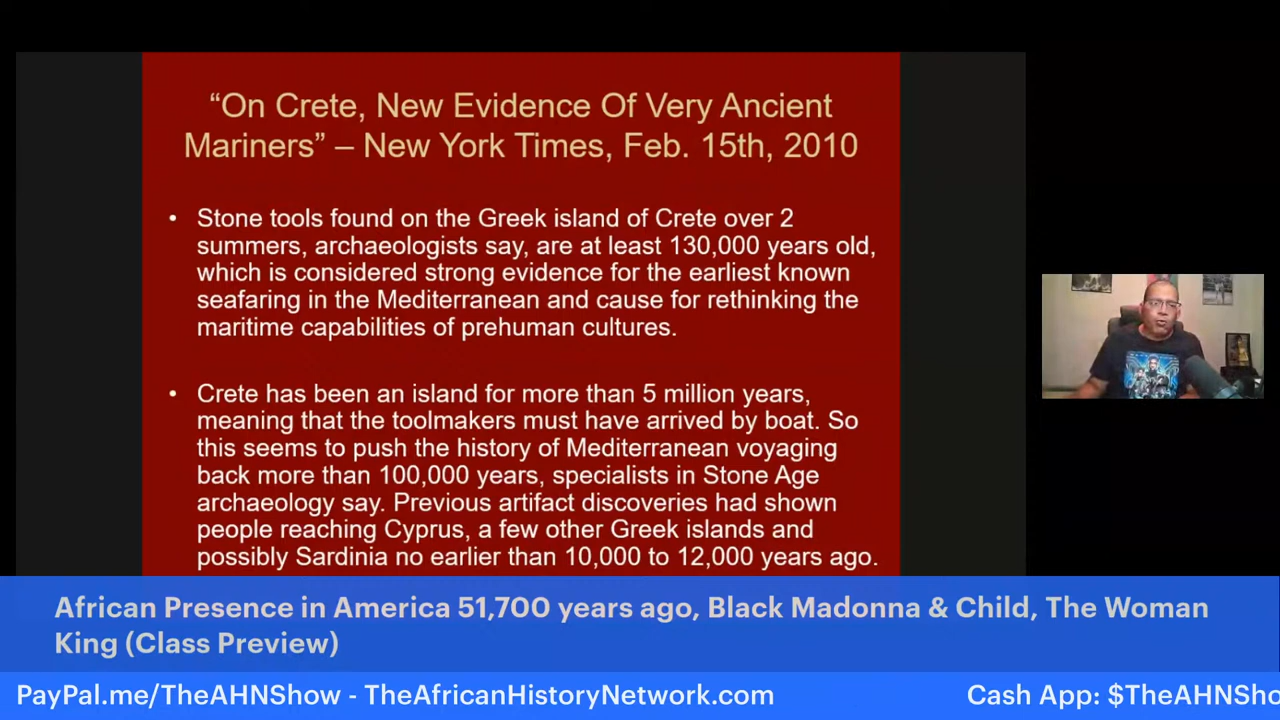 “On Crete, New Evidence Of Very Ancient
Mariners” – New York Times, Feb. 15th, 2010
• Stone tools found on the Greek island of Crete over 2
summers, archaeologists say, are at least 130,000 years old,
which is considered strong evidence for the earliest known
seafaring in the Mediterranean and cause for rethinking the
maritime capabilities of prehuman cultures.
• Crete has been an island for more than 5 million years,
meaning that the toolmakers must have arrived by boat. So
this seems to push the history of Mediterranean voyaging
back more than 100,000 years, specialists in Stone Age
archaeology say. Previous artifact discoveries had shown
people reaching Cyprus, a few other Greek islands and
possibly Sardinia no earlier than 10,000 to 12,000 years ago.
African Presence in America 51,700 years ago, Black Madonna & Child, The Woman
King (Class Preview)
PayPal.me/TheAHNShow - TheAfricanHistoryNetwork.com
Cash App: $TheAHNSho